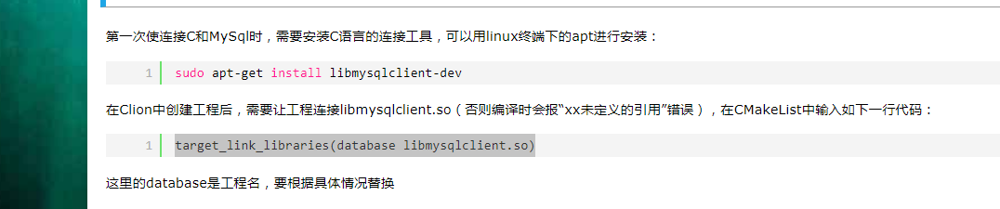 第一次使连接C和MySql时，需要安装C语言的连接工具，可以用linux终端下的apt进行安装：
1 sudo apt-get install libmysqlclient-dev
在Clion中创建工程后，需要让工程连接libmysqlclient.so（否则编译时会报“xx未定义的引用”错误），在CMakeList中输入如下一行代码：
1 target_link_libraries(database libmysqlclient.so)
这里的database是工程名，要根据具体情况替换